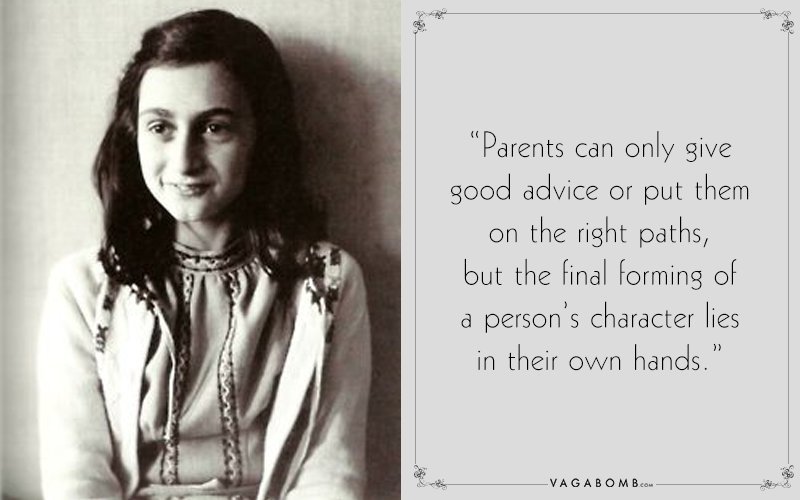 “Parents can only give
good advice or put them
on the right paths,
but the final forming of
a person’s character lies
in their own hands.”
VAGABOMB.COM